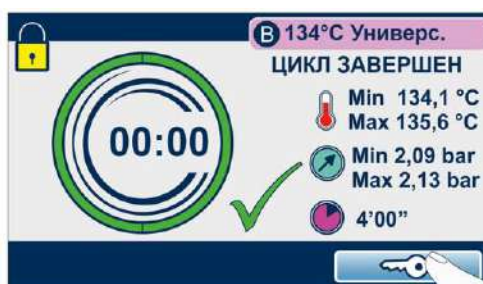 B 134°C Универс.
ЦИКЛ ЗАВЕРШЕН
00:00
Min 134,1 °C
Max 135,6 °C
Min 2,09 bar
Max 2,13 bar
4’00”